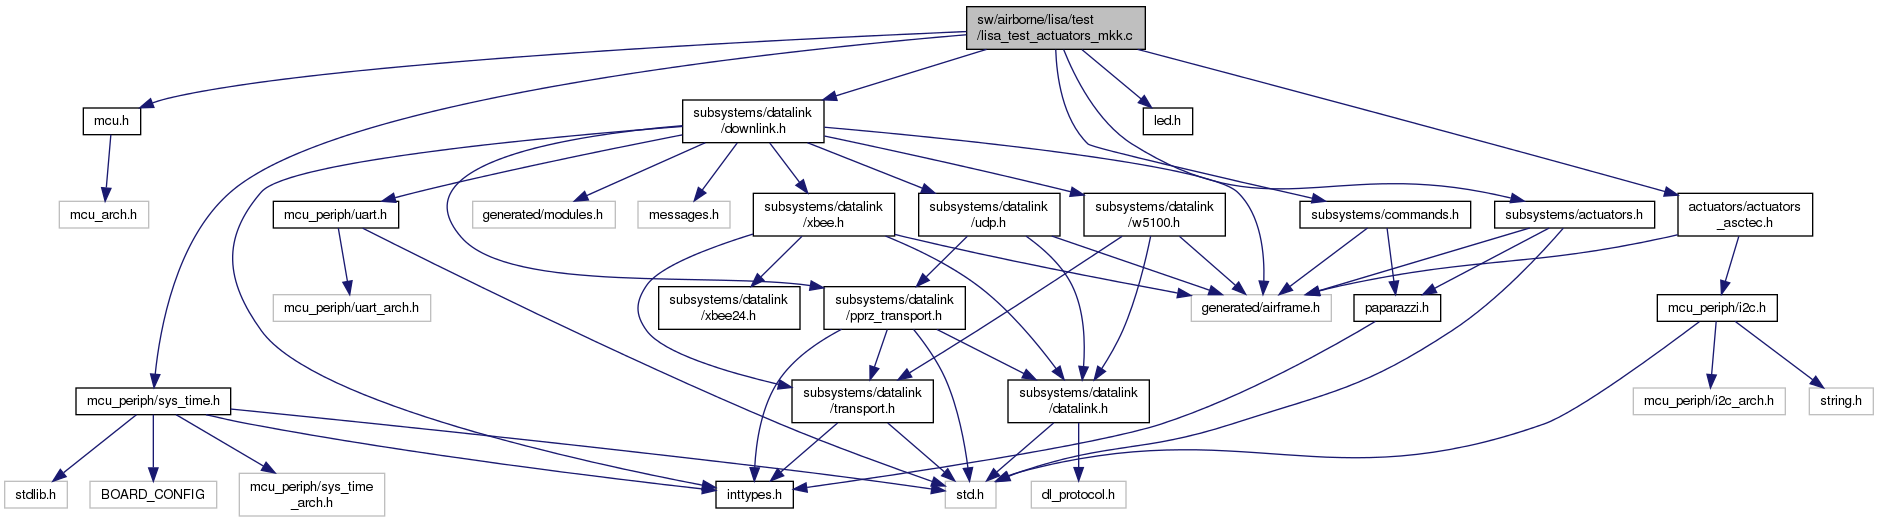 sw/airborne/lisa/test
/lisa_test_actuators_mkk.c
mcu.h
subsystems/datalink
/downlink.h
led.h
mcu_arch.h
mcu_periph/uart.h
generated/modules.h
messages.h
subsystems/datalink
/xbee.h
subsystems/datalink
/udp.h
subsystems/datalink
/w5100.h
subsystems/commands.h
subsystems/actuators.h
actuators/actuators
_asctec.h
mcu_periph/uart_arch.h
subsystems/datalink
/xbee24.h
subsystems/datalink
/pprz_transport.h
generated/airframe.h
paparazzi.h
mcu_periph/i2c.h
mcu_periph/sys_time.h
subsystems/datalink
/transport.h
subsystems/datalink
/datalink.h
mcu_periph/i2c_arch.h
string.h
stdlib.h
BOARD_CONFIG
mcu_periph/sys_time
_arch.h
inttypes.h
std.h
dl_protocol.h